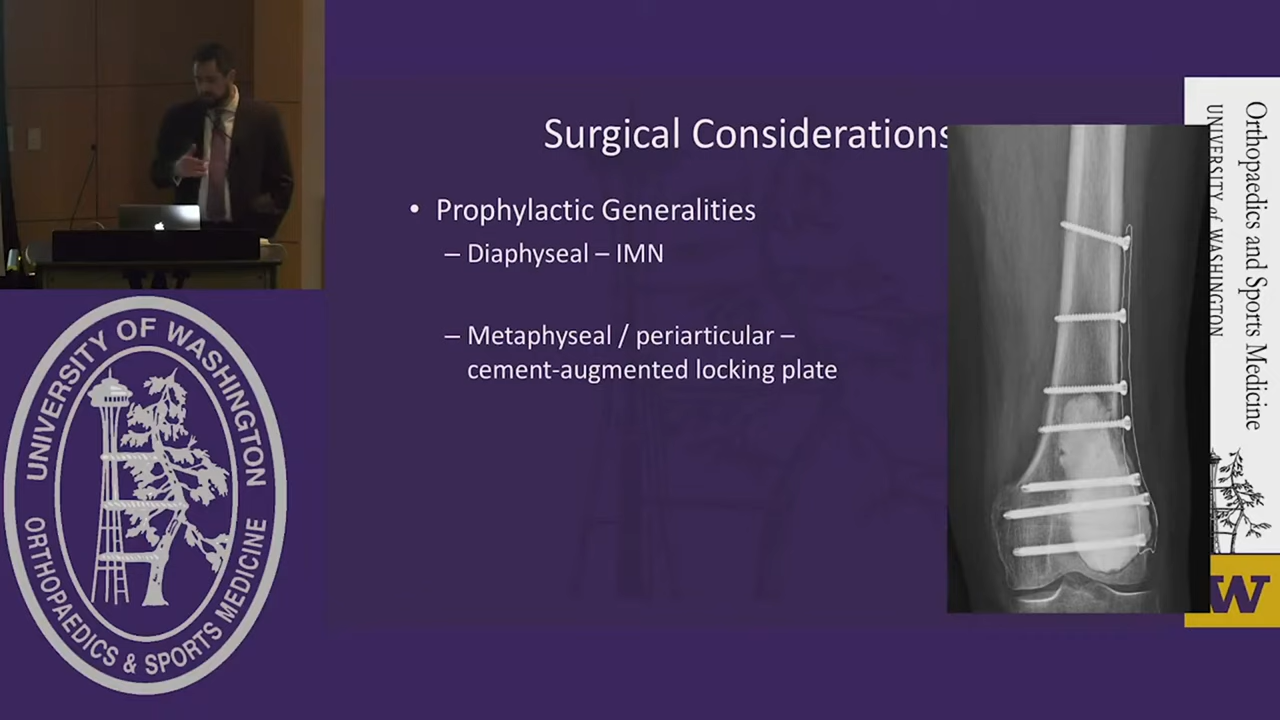 Surgical Considerations
• Prophylactic Generalities
– Diaphyseal – IMN
– Metaphyseal / periarticular –
cement-augmented locking plate
UNIVERSITY OF WASHINGTON
ORTHOPAEDICS & SPORTS MEDICINE
Orthopaedics and Sports Medicine
UNIVERSITY of WASHINGTON
W